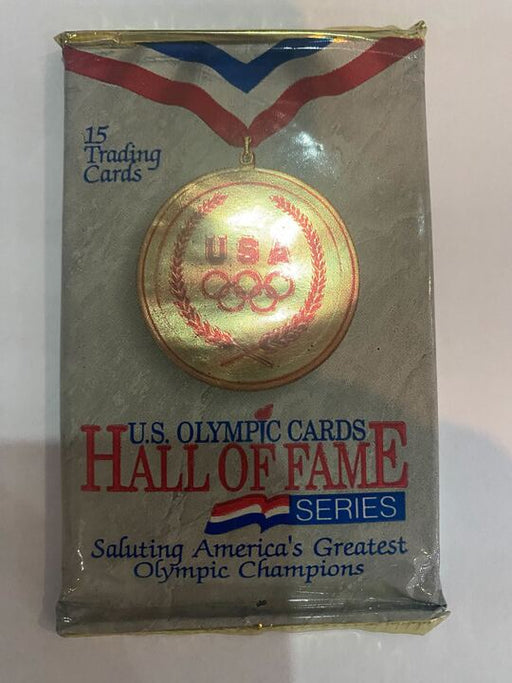 15
Trading
Cards
USA
U.S. OLYMPIC CARDS
HALL OF FAME
SERIES
Saluting America's Greatest
Olympic Champions